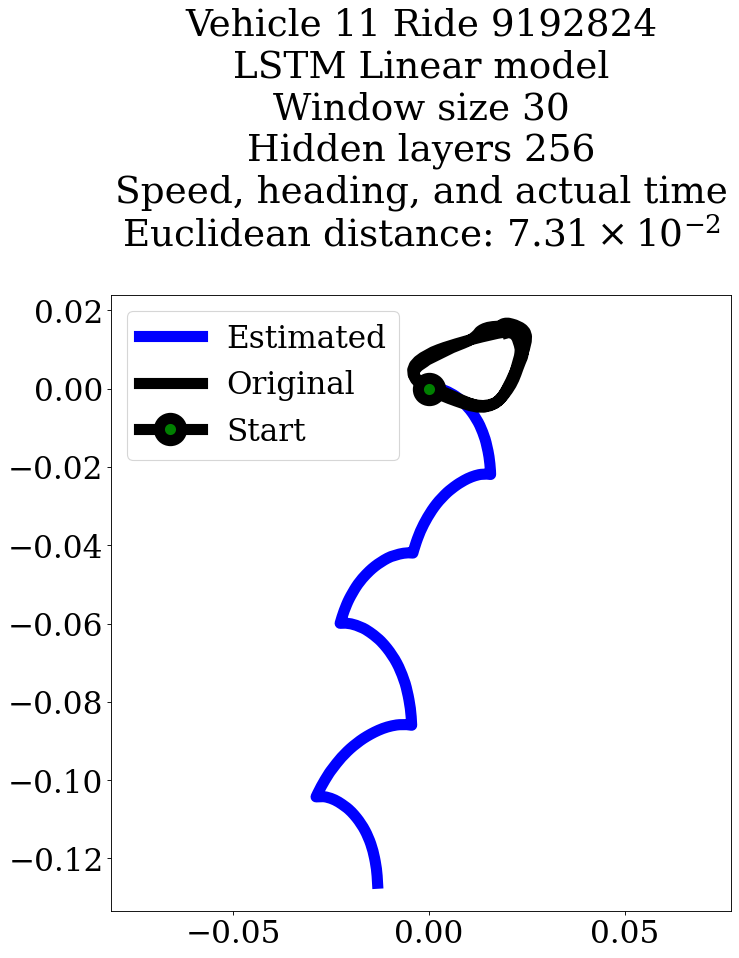 Vehicle 11 Ride 9192824
LSTM Linear model
Window size 30
Hidden layers 256
Speed, heading, and actual time
Euclidean distance: 7.31 × 10⁻²
Estimated
Original
Start
0.02
0.00
−0.02
−0.04
−0.06
−0.08
−0.10
−0.12
−0.05
0.00
0.05